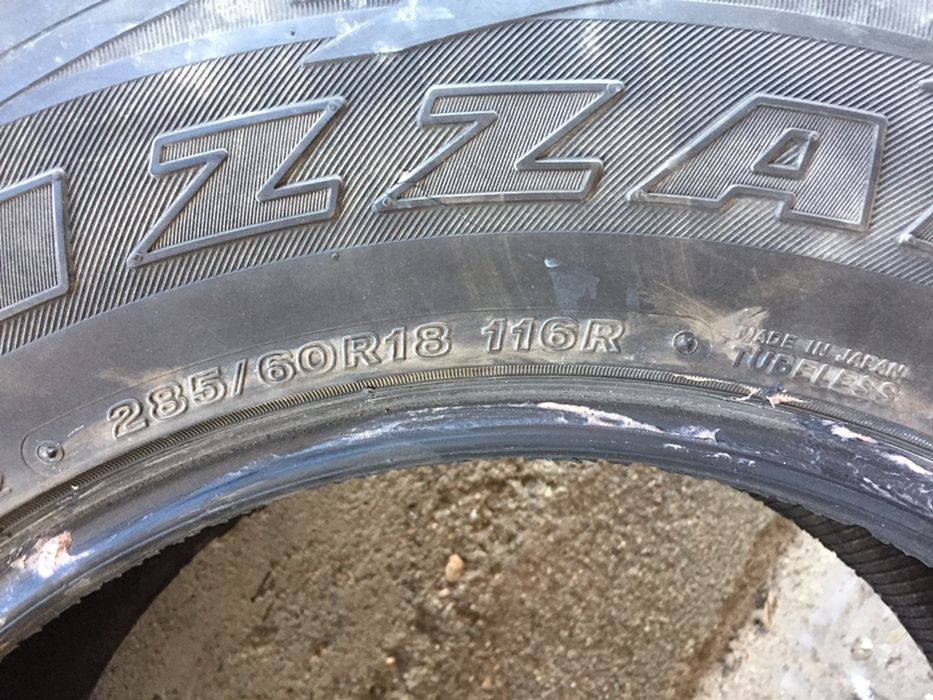 IZZA
285/60R18 116R
MADE IN JAPAN
TUBELESS